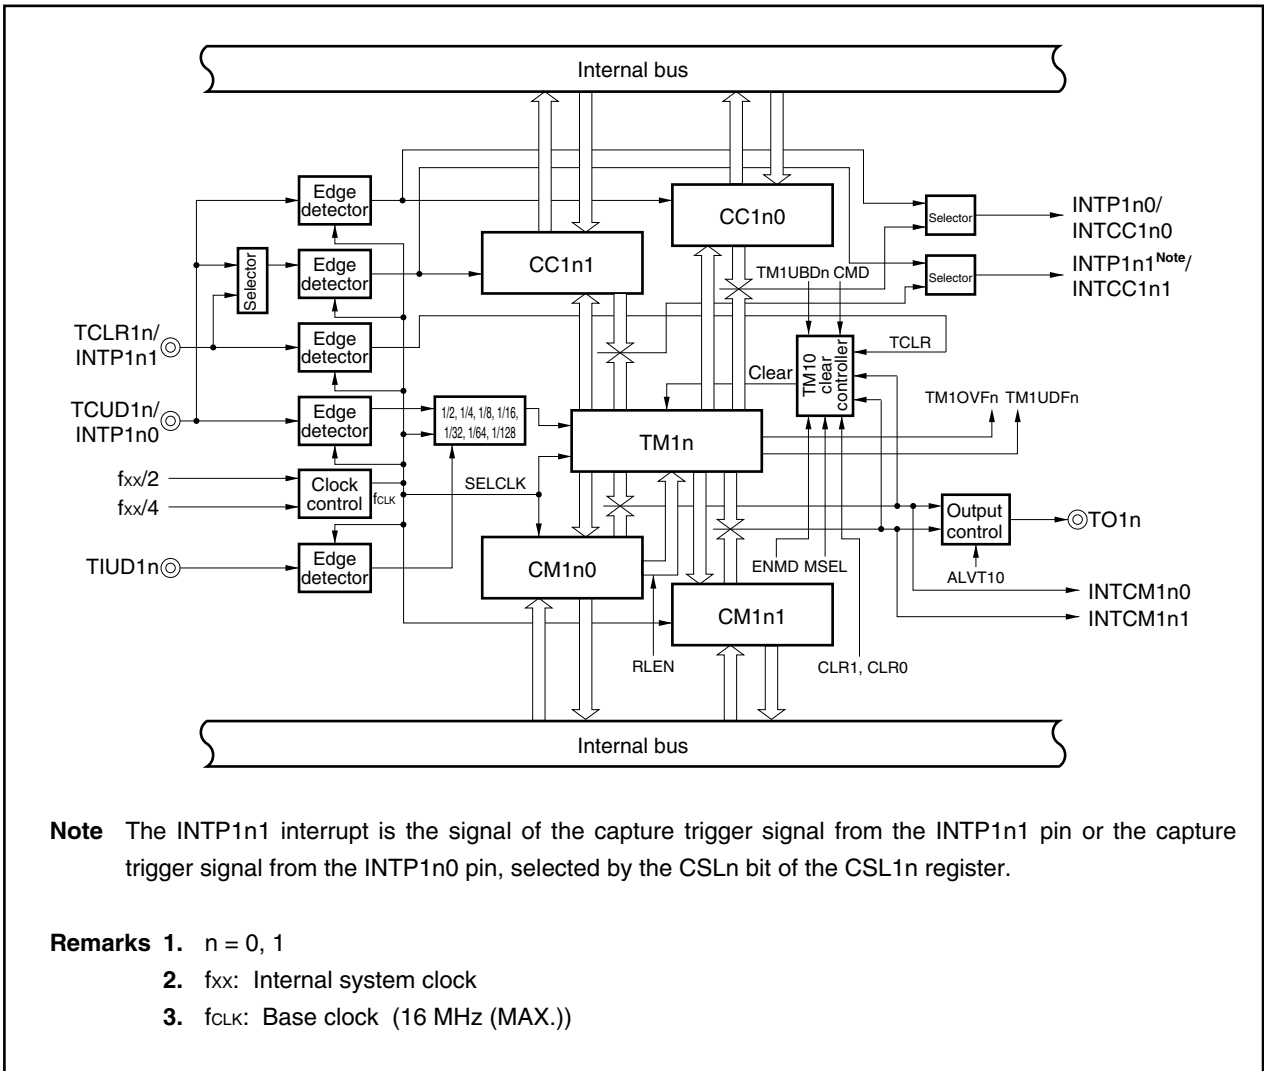 Internal bus
Edge
detector
CC1n0
Selector
INTP1n0/
INTCC1n0
CC1n1
Selector
Edge
detector
TM1UBDn CMD
Selector
INTP1n1Note/
INTCC1n1
TCLR1n/
INTP1n1
Edge
detector
TM10
clear
controller
TCLR
Clear
TCUD1n/
INTP1n0
Edge
detector
1/2, 1/4, 1/8, 1/16,
1/32, 1/64, 1/128
TM1n
TM1OVFn TM1UDFn
fxx/2
fxx/4
Clock
control
fCLK
SELCLK
Output
control
TO1n
TIUD1n
Edge
detector
CM1n0
ENMD MSEL
ALVT10
INTCM1n0
INTCM1n1
CM1n1
RLEN
CLR1, CLR0
Internal bus
Note The INTP1n1 interrupt is the signal of the capture trigger signal from the INTP1n1 pin or the capture
trigger signal from the INTP1n0 pin, selected by the CSLn bit of the CSL1n register.
Remarks 1. n = 0, 1
2. fxx: Internal system clock
3. fCLK: Base clock (16 MHz (MAX.))